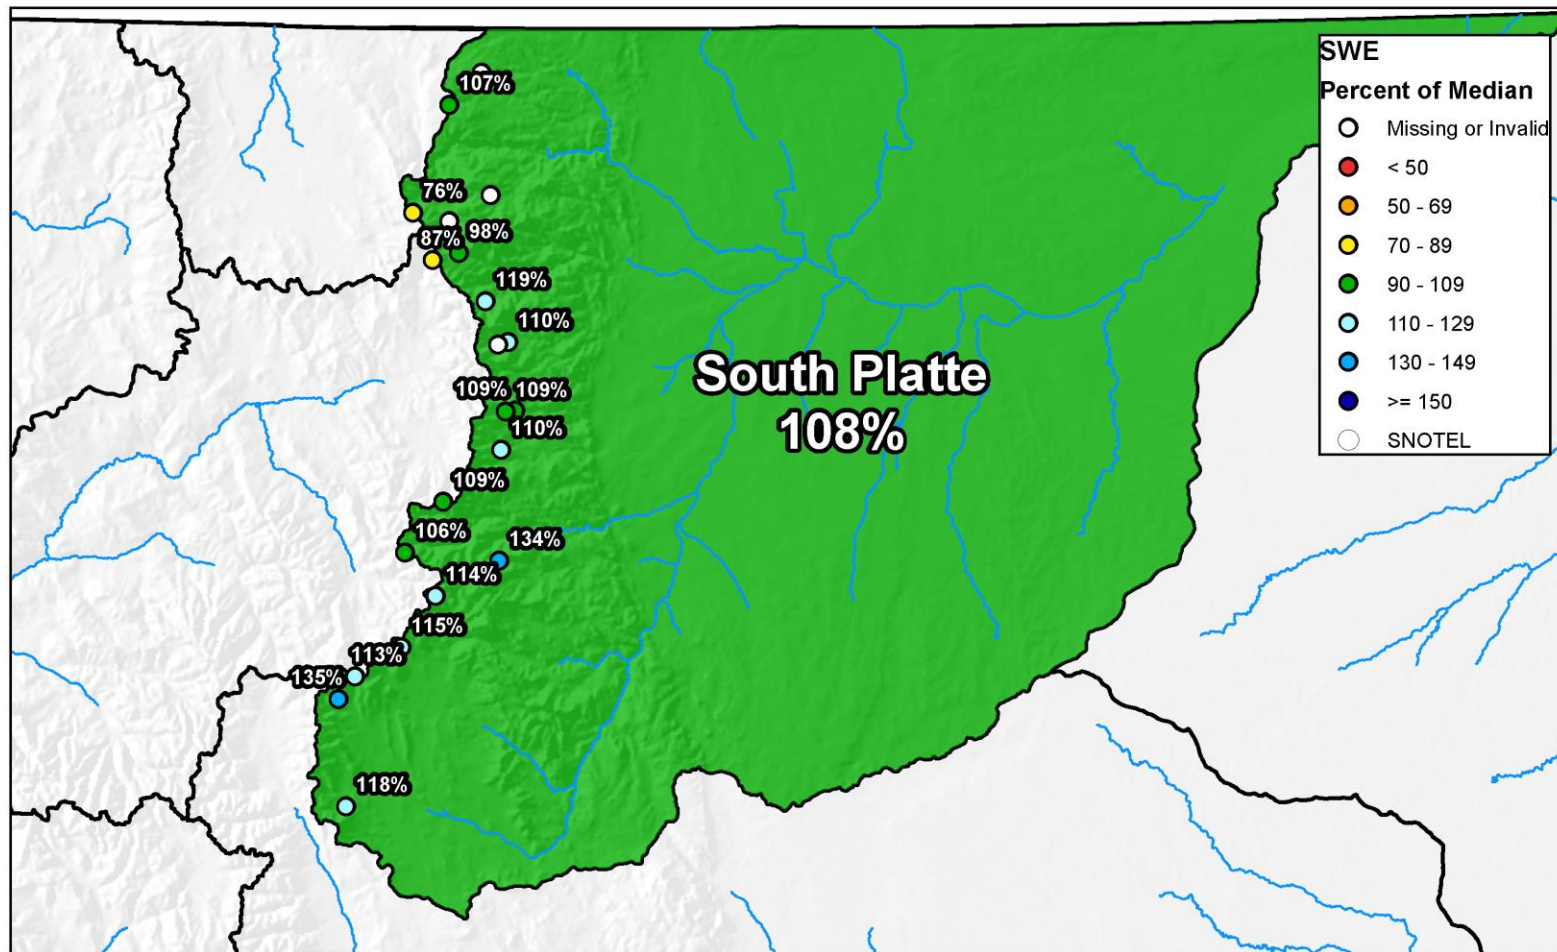 SWE
Percent of Median
Missing or Invalid
< 50
50 - 69
70 - 89
90 - 109
110 - 129
130 - 149
>= 150
SNOTEL
107%
76%
98%
87%
119%
110%
South Platte
108%
109% 109%
110%
109%
106%
134%
114%
115%
113%
135%
118%